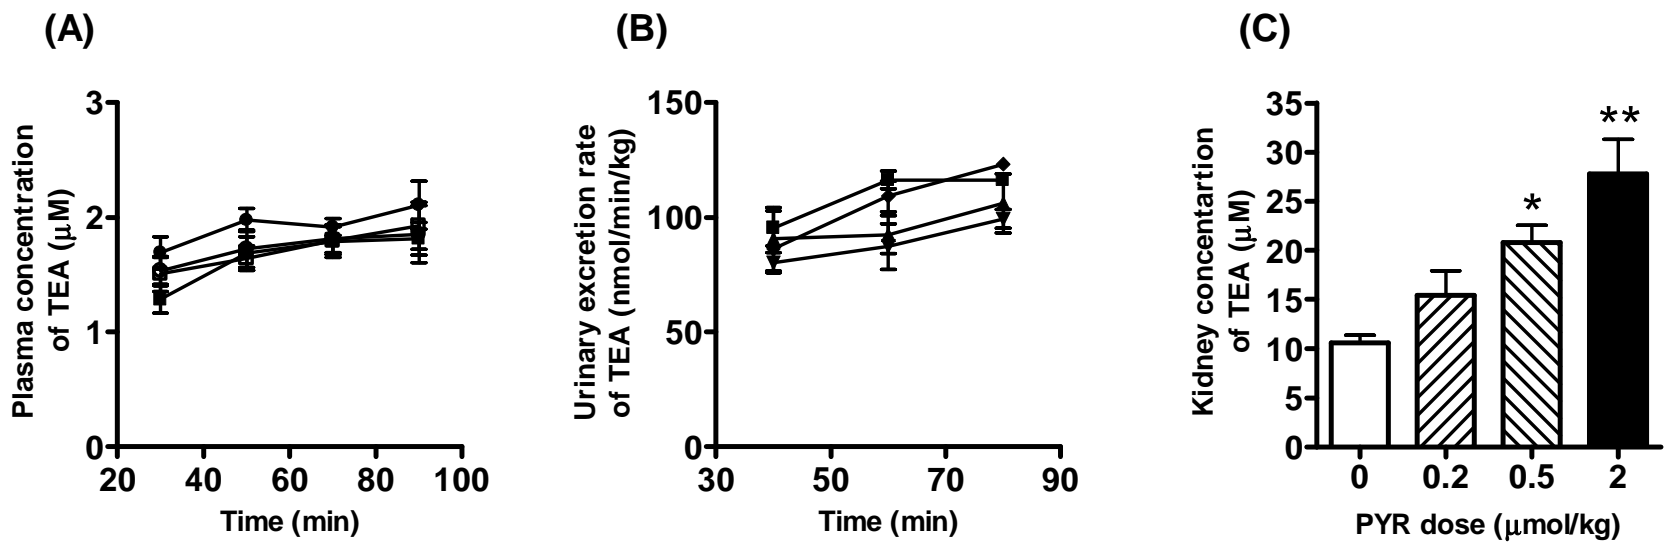 (A)
Plasma concentration
of TEA (μM)
3
2
1
0
20 40 60 80 100
Time (min)
(B)
Urinary excretion rate
of TEA (nmol/min/kg)
150
100
50
0
30 50 70 90
Time (min)
(C)
Kidney concentartion
of TEA (μM)
35
30
25
20
15
10
5
0
*
**
0 0.2 0.5 2
PYR dose (μmol/kg)